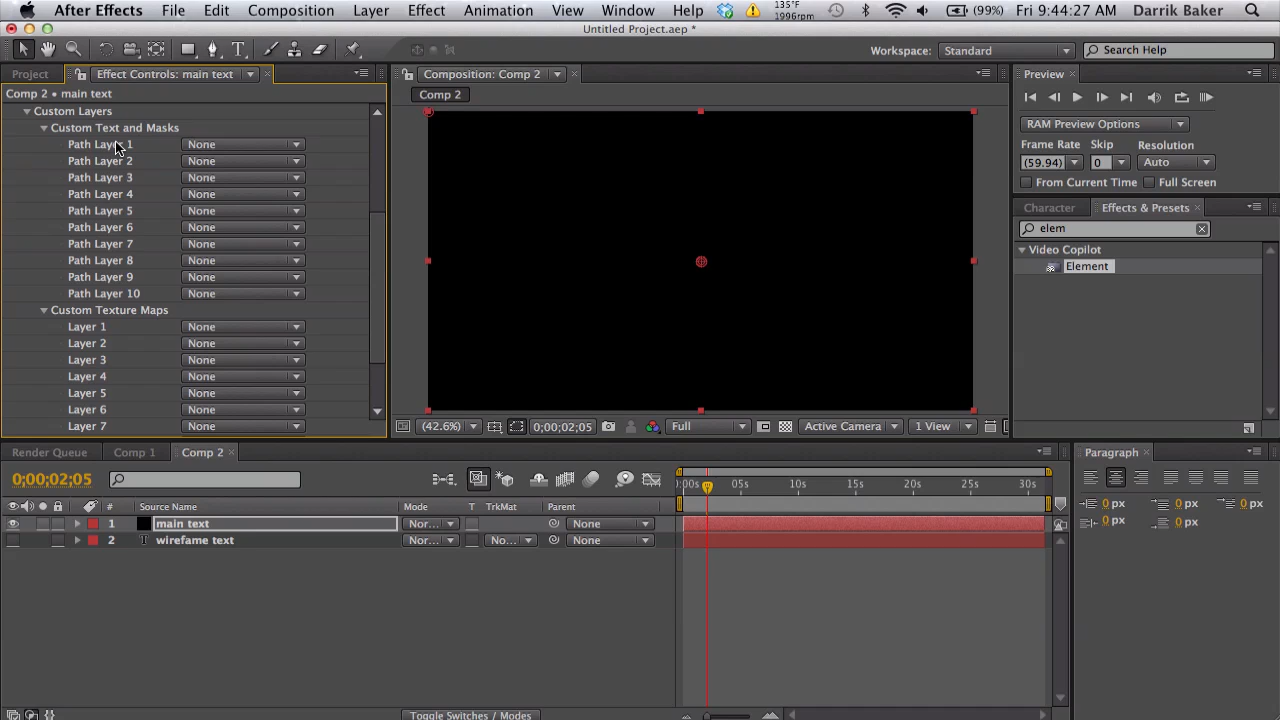 After Effects File Edit Composition Layer Effect Animation View Window Help 135°F 1996rpm (99%) Fri 9:44:27 AM Darrik Baker
Untitled Project.aep *
Workspace: Standard Search Help
Project Effect Controls: main text Composition: Comp 2 Preview
Comp 2 • main text
Comp 2
Custom Layers
Custom Text and Masks
Path Layer 1 None
Path Layer 2 None
Path Layer 3 None
Path Layer 4 None
Path Layer 5 None
Path Layer 6 None
Path Layer 7 None
Path Layer 8 None
Path Layer 9 None
Path Layer 10 None
Custom Texture Maps
Layer 1 None
Layer 2 None
Layer 3 None
Layer 4 None
Layer 5 None
Layer 6 None
Layer 7 None
RAM Preview Options
Frame Rate Skip Resolution
(59.94) 0 Auto
From Current Time Full Screen
Character Effects & Presets
elem
Video Copilot
Element
(42.6%) 0;00;02;05 Full Active Camera 1 View
Render Queue Comp 1 Comp 2
0;00;02;05
:00s 05s 10s 15s 20s 25s 30s
# Source Name Mode T TrkMat Parent
1 main text Nor... None
2 T wirefame text Nor... No... None
Toggle Switches / Modes
Paragraph
0 px 0 px 0 px
0 px 0 px